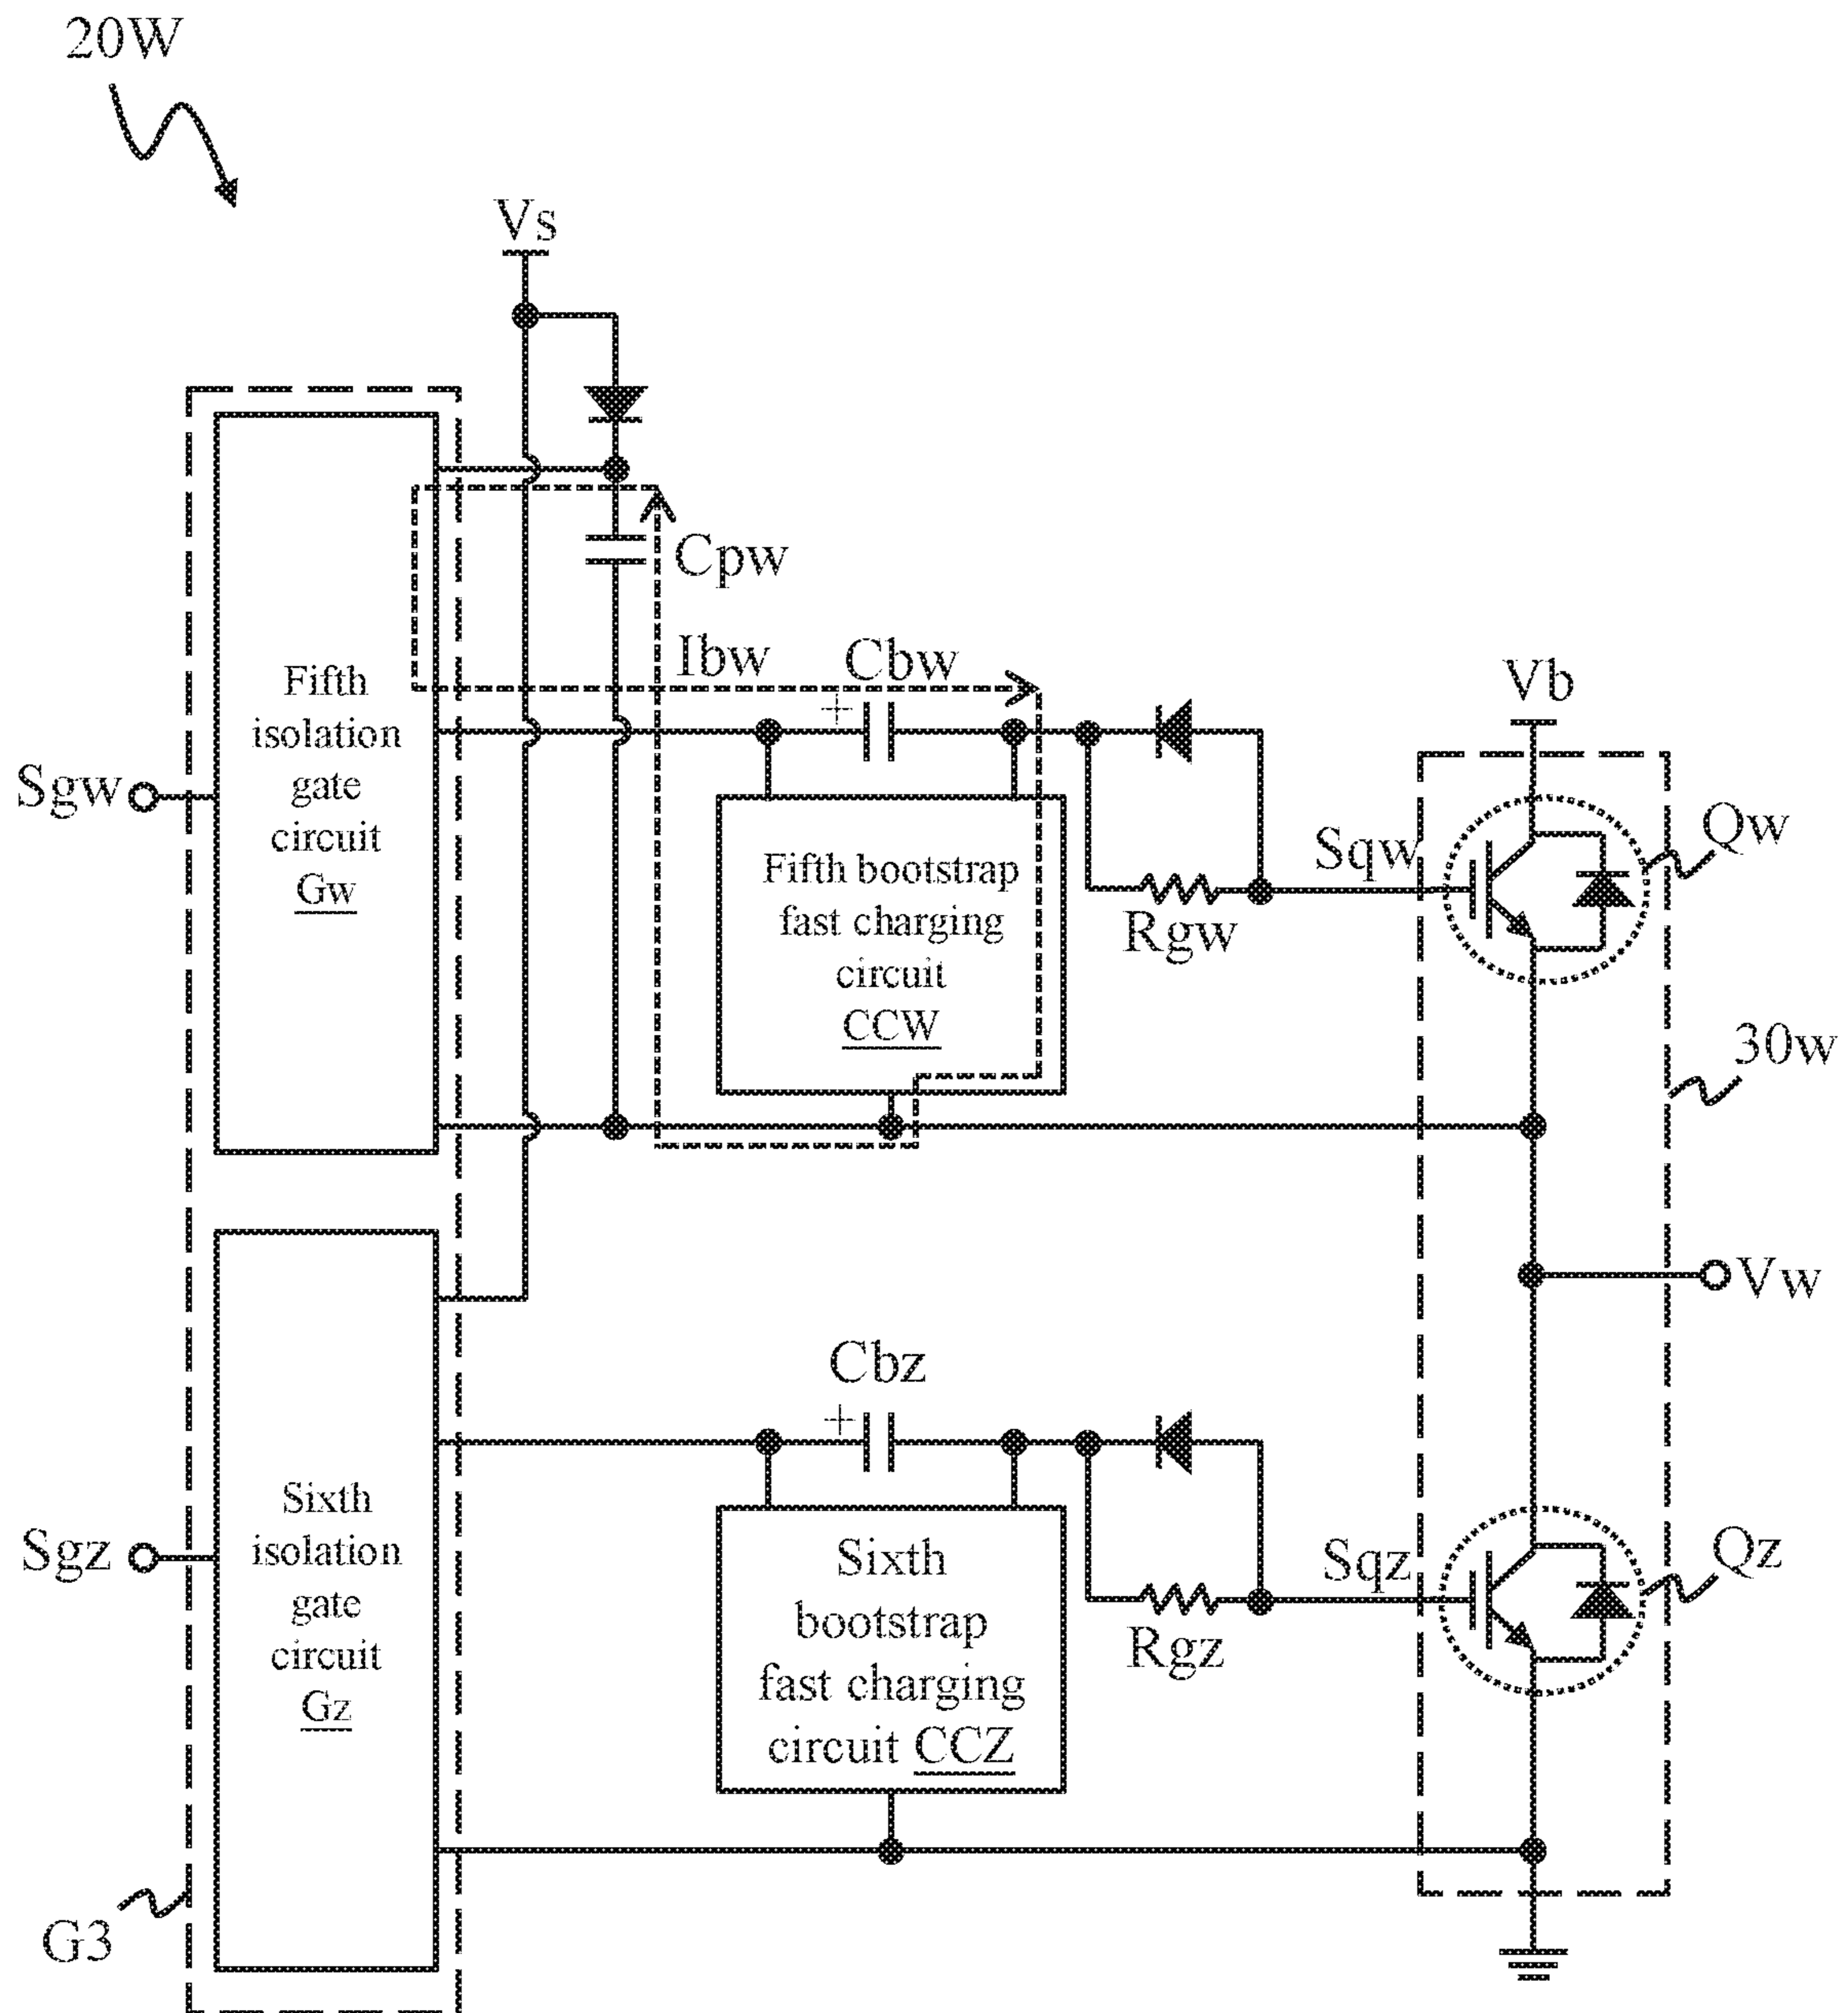 20W
Vs
Cpw
Ibw
Cbw
+
Vb
Fifth
isolation
gate
circuit
Gw
Sgw
Fifth bootstrap
fast charging
circuit
CCW
Rgw
Sqw
Qw
30w
Vw
Cbz
+
Sixth
isolation
gate
circuit
Gz
Sgz
Sixth
bootstrap
fast charging
circuit CCZ
Rgz
Sqz
Qz
G3